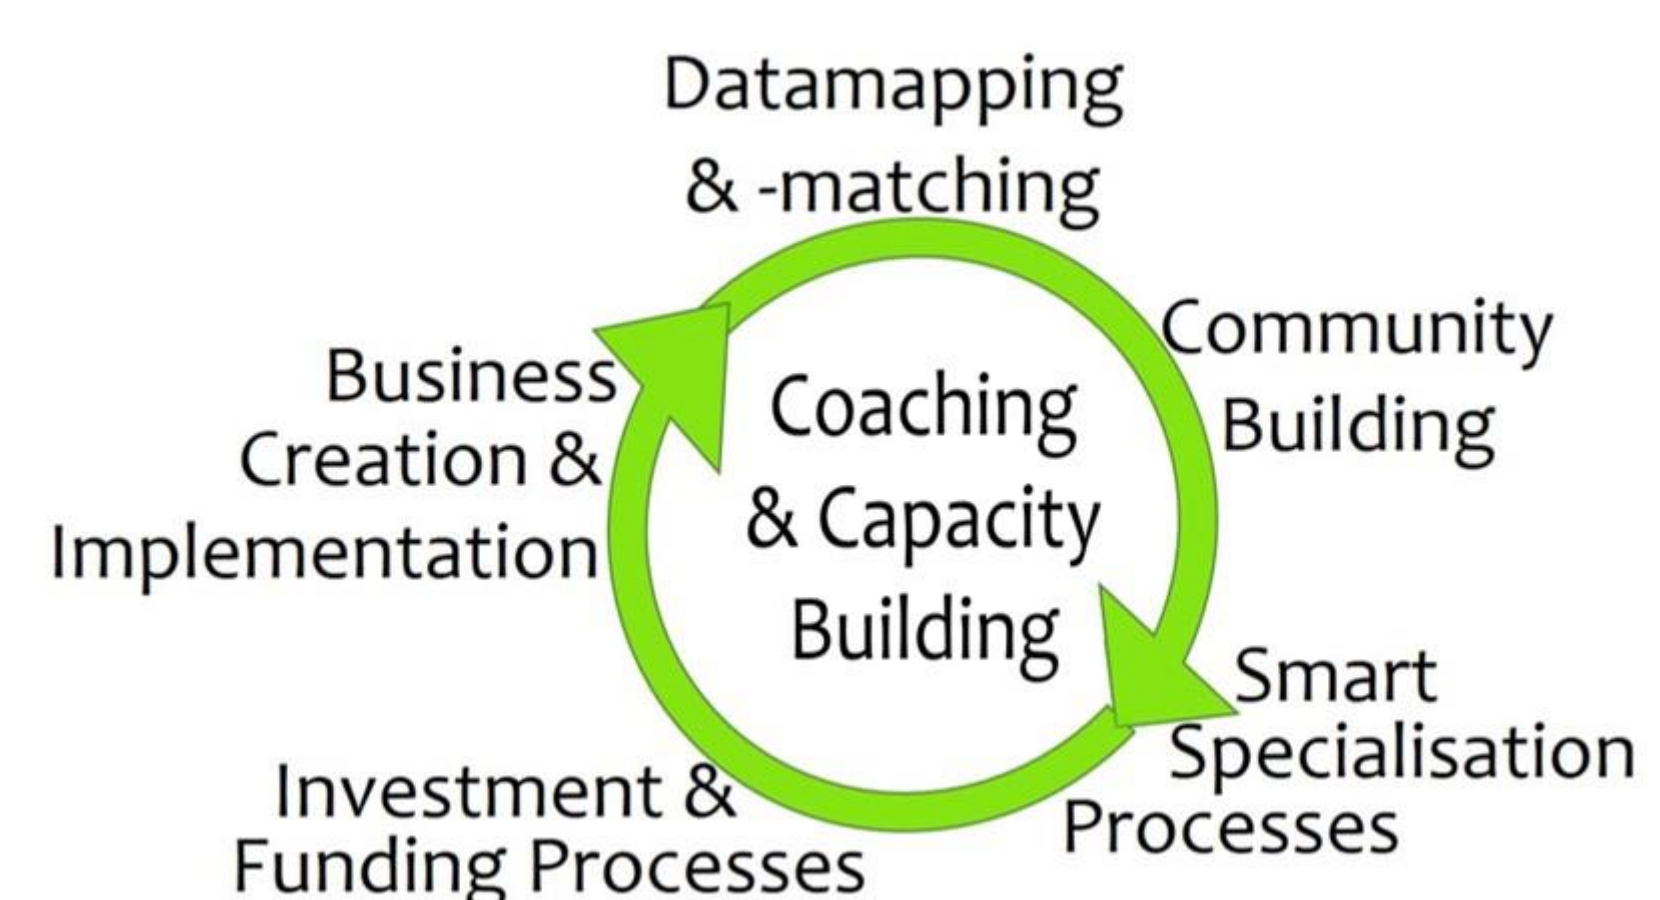 Datamapping
& -matching
Community
Building
Smart
Specialisation
Processes
Investment &
Funding Processes
Business
Creation &
Implementation
Coaching
& Capacity
Building